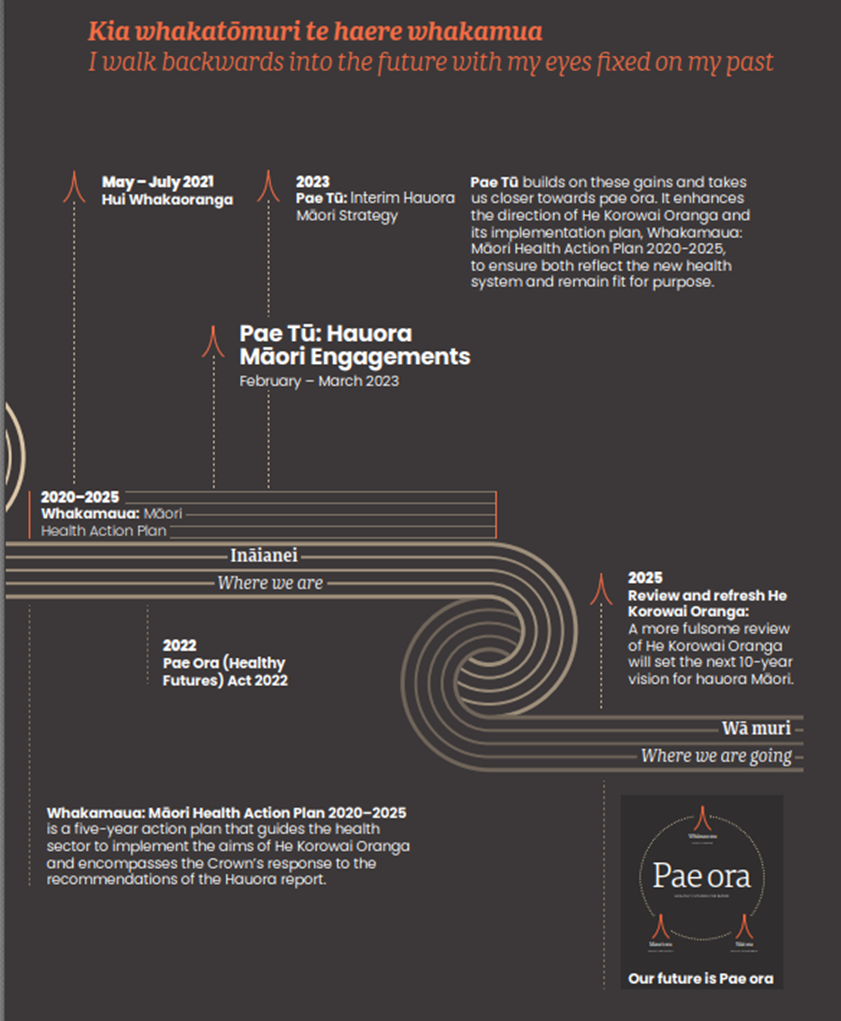 Kia whakatōmuri te haere whakamua
I walk backwards into the future with my eyes fixed on my past
May – July 2021
Hui Whakaoranga
2023
Pae Tū: Interim Hauora
Māori Strategy
Pae Tū builds on these gains and takes
us closer towards pae ora. It enhances
the direction of He Korowai Oranga and
its implementation plan, Whakamaua:
Māori Health Action Plan 2020-2025,
to ensure both reflect the new health
system and remain fit for purpose.
Pae Tū: Hauora
Māori Engagements
February – March 2023
2020–2025
Whakamaua: Māori
Health Action Plan
Ināianei
Where we are
2022
Pae Ora (Healthy
Futures) Act 2022
2025
Review and refresh He
Korowai Oranga:
A more fulsome review
of He Korowai Oranga
will set the next 10-year
vision for hauora Māori.
Wā muri
Where we are going
Whakamaua: Māori Health Action Plan 2020–2025
is a five-year action plan that guides the health
sector to implement the aims of He Korowai Oranga
and encompasses the Crown's response to the
recommendations of the Hauora report.
Pae ora
Our future is Pae ora